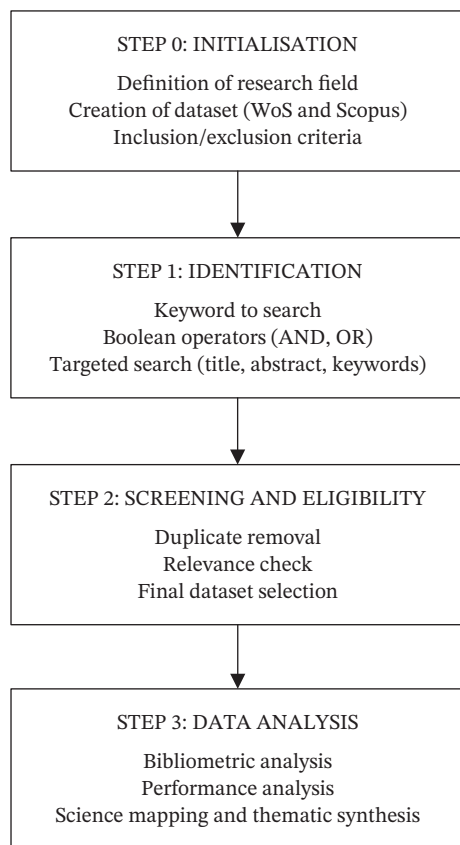 STEP 0: INITIALISATION
Definition of research field
Creation of dataset (WoS and Scopus)
Inclusion/exclusion criteria
STEP 1: IDENTIFICATION
Keyword to search
Boolean operators (AND, OR)
Targeted search (title, abstract, keywords)
STEP 2: SCREENING AND ELIGIBILITY
Duplicate removal
Relevance check
Final dataset selection
STEP 3: DATA ANALYSIS
Bibliometric analysis
Performance analysis
Science mapping and thematic synthesis